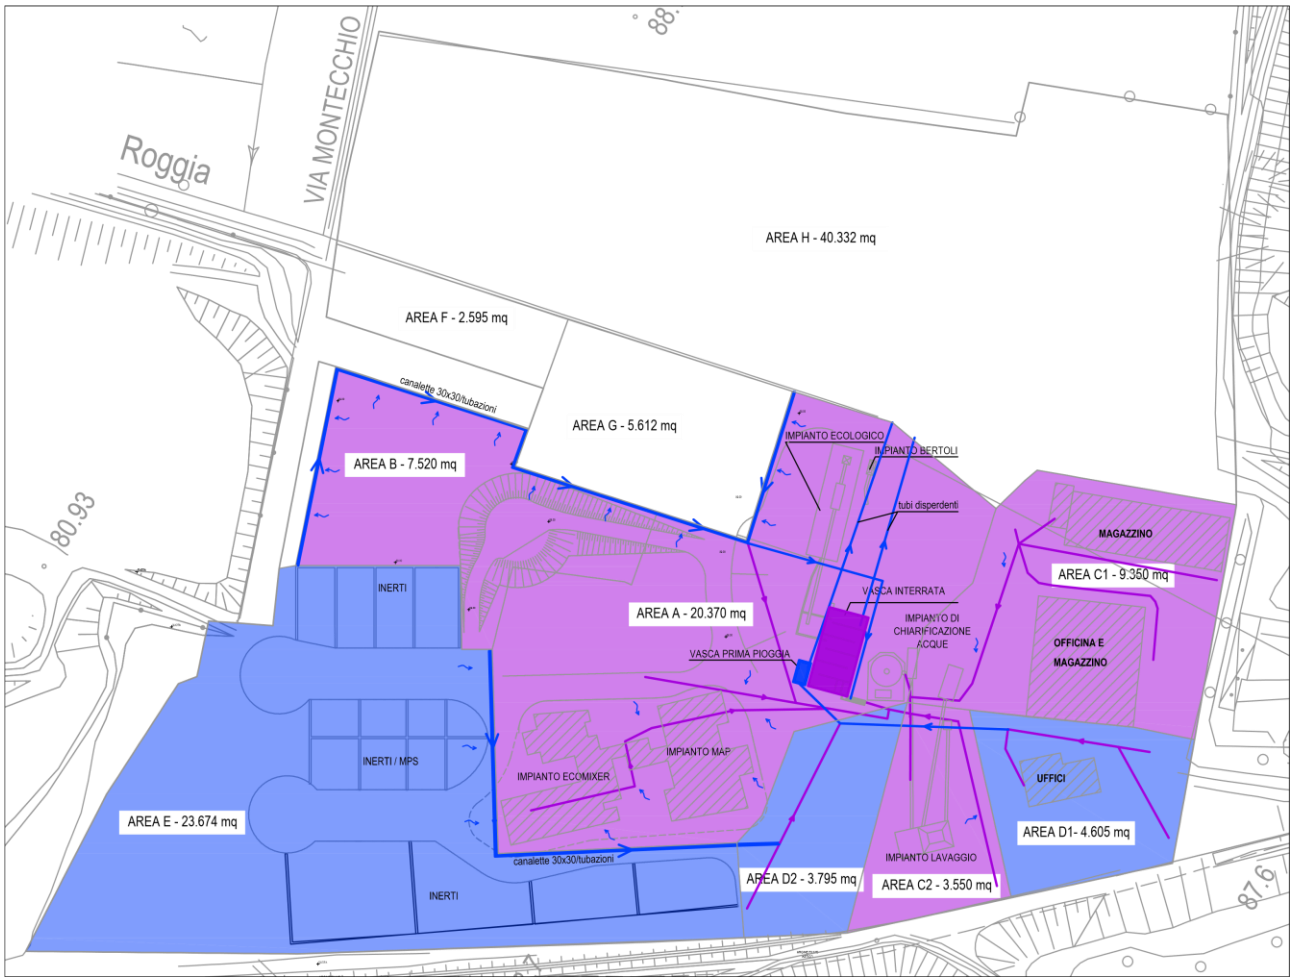 88.
VIA MONTECCHIO
Roggia
AREA H - 40.332 mq
AREA F - 2.595 mq
canalette 30x30/tubazioni
AREA G - 5.612 mq
IMPIANTO ECOLOGICO
IMPIANTO BERTOLI
AREA B - 7.520 mq
80.93
tubi disperdenti
MAGAZZINO
AREA C1 - 9.350 mq
INERTI
VASCA INTERRATA
AREA A - 20.370 mq
IMPIANTO DI
CHIARIFICAZIONE
ACQUE
OFFICINA E
MAGAZZINO
VASCA PRIMA PIOGGIA
IMPIANTO MAP
INERTI / MPS
IMPIANTO ECOMIXER
UFFICI
AREA E - 23.674 mq
AREA D1- 4.605 mq
canalette 30x30/tubazioni
IMPIANTO LAVAGGIO
AREA D2 - 3.795 mq
AREA C2 - 3.550 mq
INERTI
87.6